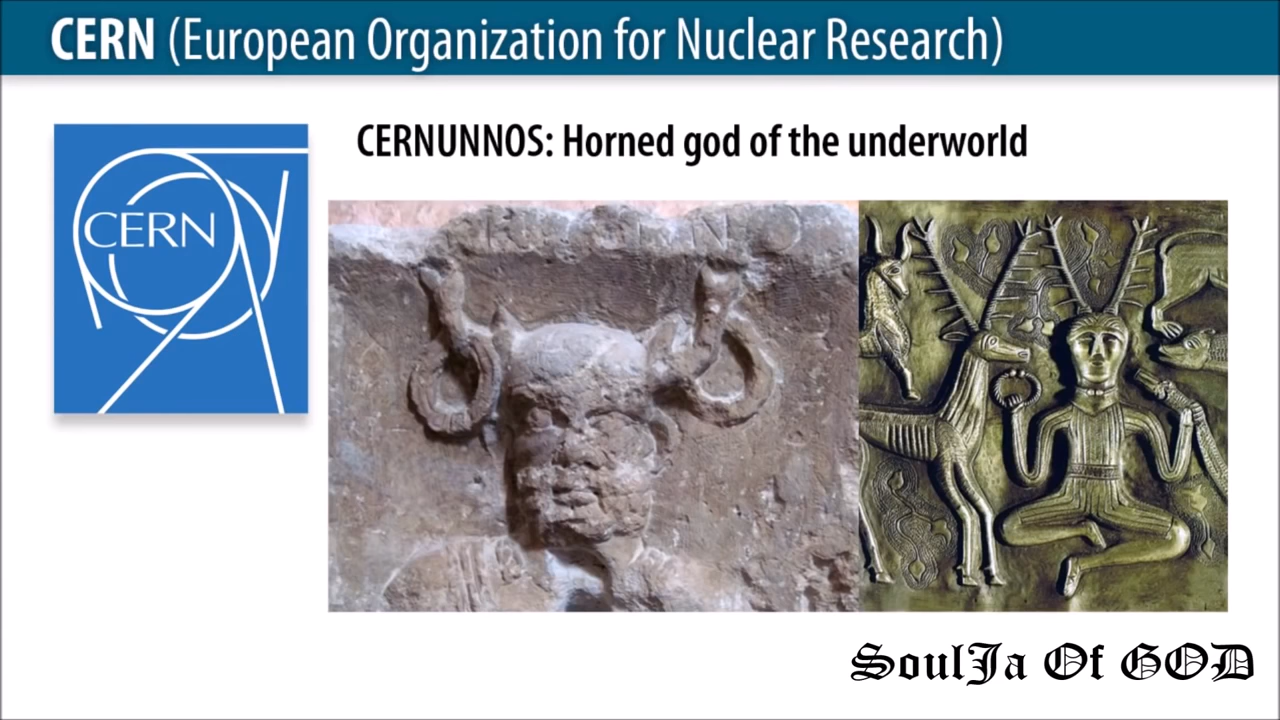 CERN (European Organization for Nuclear Research)
CERN
CERNUNNOS: Horned god of the underworld
SoulJa Of GOD